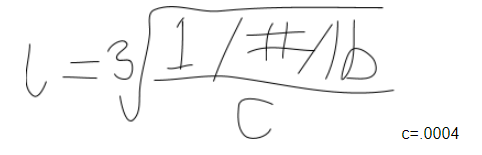 L = 3√(1/#/lb)
C
c=.0004